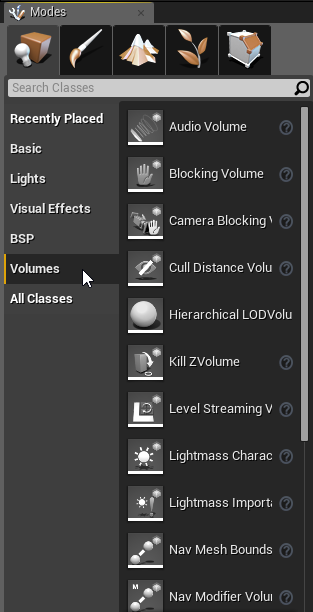 Modes
Search Classes
Recently Placed
Basic
Lights
Visual Effects
BSP
Volumes
All Classes
Audio Volume
Blocking Volume
Camera Blocking V
Cull Distance Volu
Hierarchical LODVolu
Kill ZVolume
Level Streaming V
Lightmass Charac
Lightmass Importa
Nav Mesh Bounds
M
Nav Modifier Volu